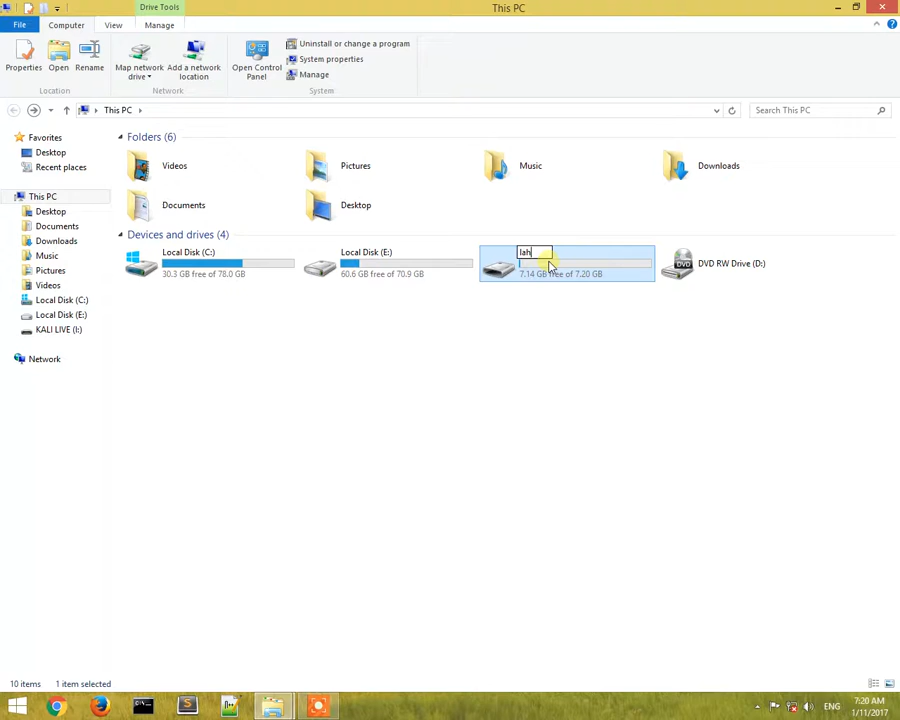 This PC
Drive Tools
File Computer View Manage
Properties Open Rename
Map network drive
Add a network location
Open Control Panel
Uninstall or change a program
System properties
Manage
Location Network System
This PC
Search This PC
Favorites
Desktop
Recent places
This PC
Desktop
Documents
Downloads
Music
Pictures
Videos
Local Disk (C:)
Local Disk (E:)
KALI LIVE (I:)
Network
Folders (6)
Videos Pictures Music Downloads
Documents Desktop
Devices and drives (4)
Local Disk (C:)
30.3 GB free of 78.0 GB
Local Disk (E:)
60.6 GB free of 70.9 GB
lah
7.14 GB free of 7.20 GB
DVD
DVD RW Drive (D:)
10 items 1 item selected
ENG
7:20 AM
1/11/2017